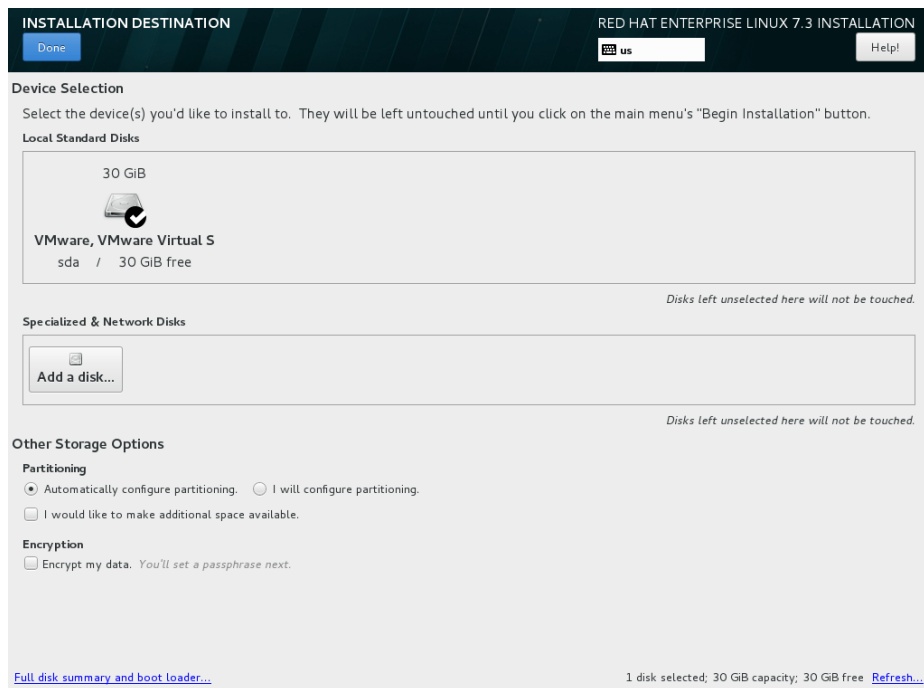 INSTALLATION DESTINATION
RED HAT ENTERPRISE LINUX 7.3 INSTALLATION
Done
us
Help!
Device Selection
Select the device(s) you'd like to install to. They will be left untouched until you click on the main menu's "Begin Installation" button.
Local Standard Disks
30 GiB
VMware, VMware Virtual S
sda / 30 GiB free
Disks left unselected here will not be touched.
Specialized & Network Disks
Add a disk...
Disks left unselected here will not be touched.
Other Storage Options
Partitioning
Automatically configure partitioning. I will configure partitioning.
I would like to make additional space available.
Encryption
Encrypt my data. You'll set a passphrase next.
Full disk summary and boot loader... 1 disk selected; 30 GiB capacity; 30 GiB free Refresh...